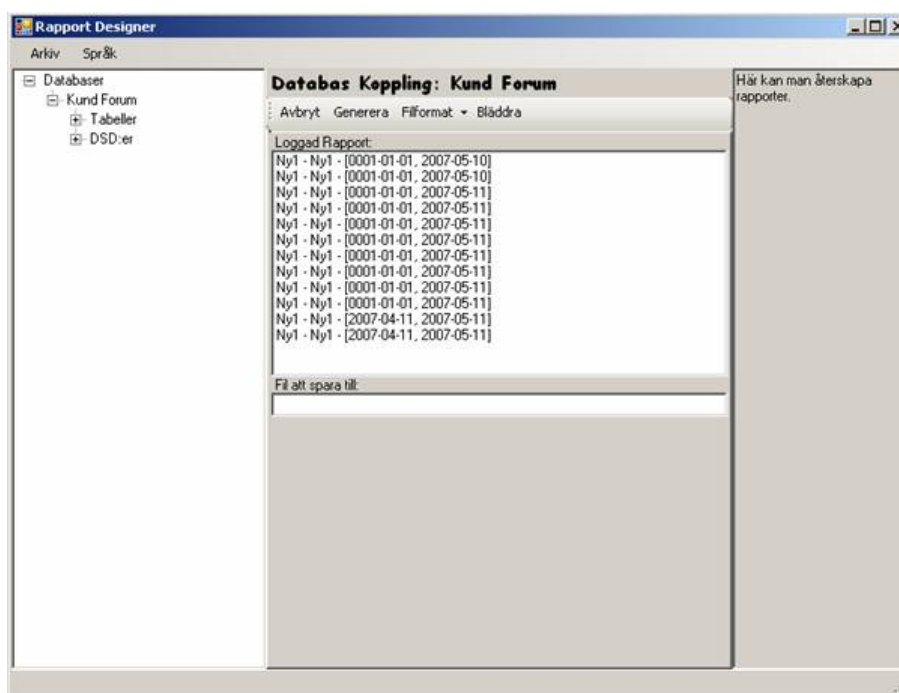 Rapport Designer
Arkiv Språk
Databaser
Kund Forum
Tabeller
DSD:er
Databas Koppling: Kund Forum
Avbryt Generera Filformat Bläddra
Loggad Rapport:
Ny1 - Ny1 - [0001-01-01, 2007-05-10]
Ny1 - Ny1 - [0001-01-01, 2007-05-10]
Ny1 - Ny1 - [0001-01-01, 2007-05-11]
Ny1 - Ny1 - [0001-01-01, 2007-05-11]
Ny1 - Ny1 - [0001-01-01, 2007-05-11]
Ny1 - Ny1 - [0001-01-01, 2007-05-11]
Ny1 - Ny1 - [0001-01-01, 2007-05-11]
Ny1 - Ny1 - [0001-01-01, 2007-05-11]
Ny1 - Ny1 - [0001-01-01, 2007-05-11]
Ny1 - Ny1 - [0001-01-01, 2007-05-11]
Ny1 - Ny1 - [2007-04-11, 2007-05-11]
Ny1 - Ny1 - [2007-04-11, 2007-05-11]
Fil att spara till:
Här kan man återskapa
rapporter.